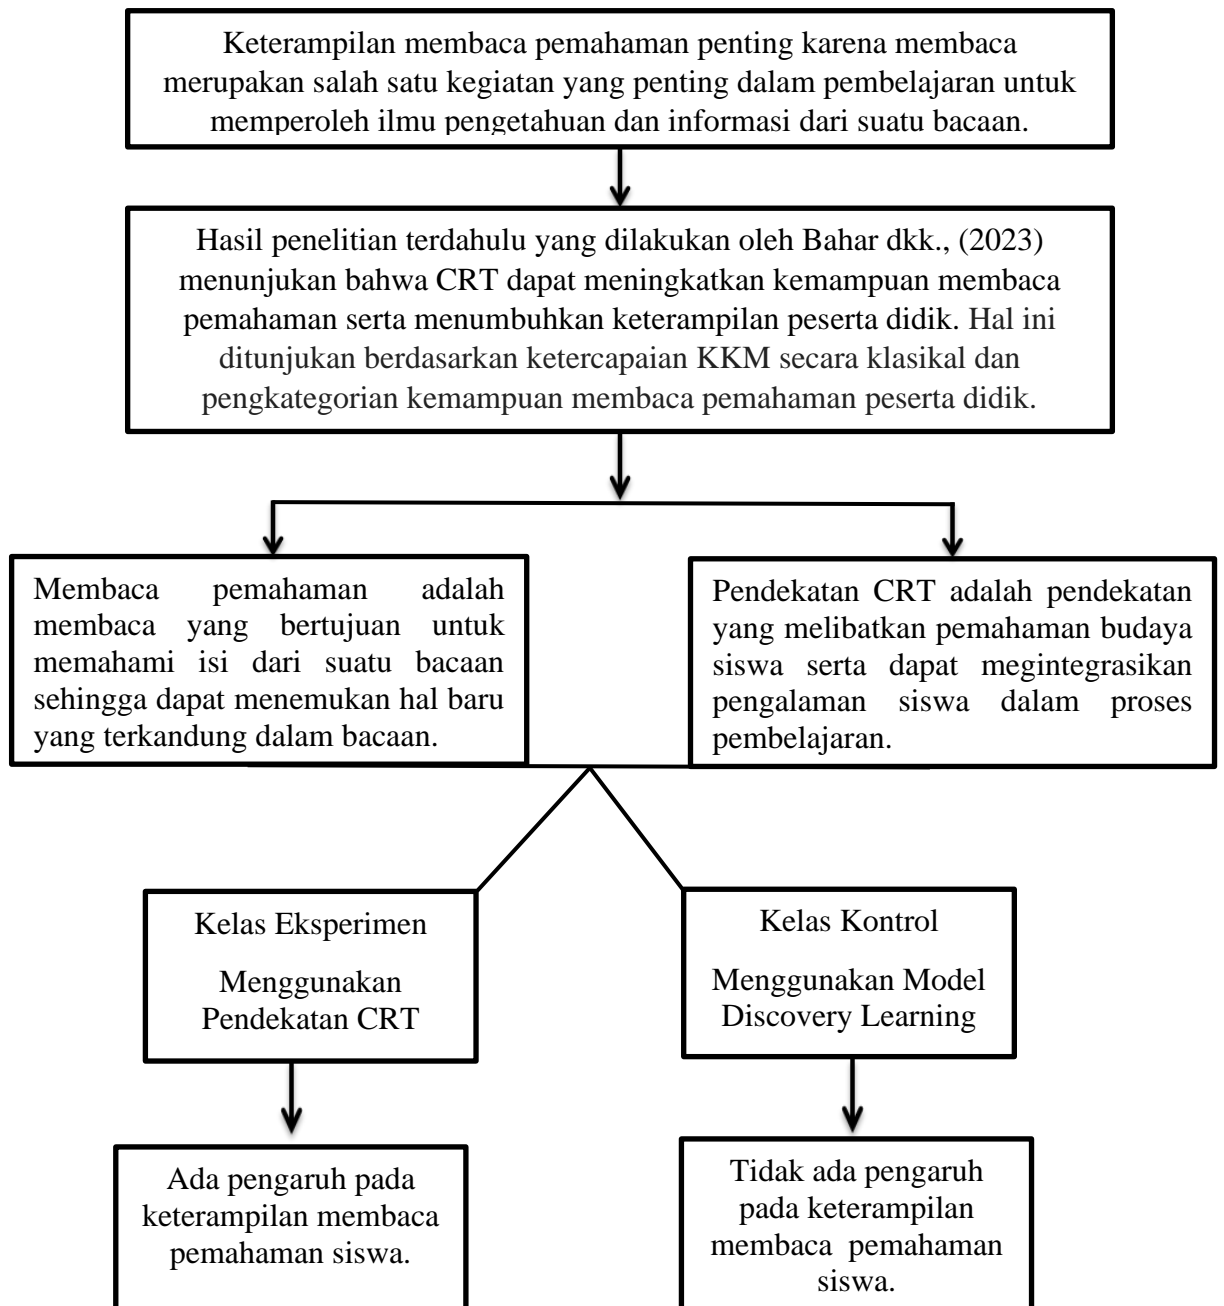 Keterampilan membaca pemahaman penting karena membaca
merupakan salah satu kegiatan yang penting dalam pembelajaran untuk
memperoleh ilmu pengetahuan dan informasi dari suatu bacaan.
Hasil penelitian terdahulu yang dilakukan oleh Bahar dkk., (2023)
menunjukan bahwa CRT dapat meningkatkan kemampuan membaca
pemahaman serta menumbuhkan keterampilan peserta didik. Hal ini
ditunjukan berdasarkan ketercapaian KKM secara klasikal dan
pengkategorian kemampuan membaca pemahaman peserta didik.
Membaca pemahaman adalah
membaca yang bertujuan untuk
memahami isi dari suatu bacaan
sehingga dapat menemukan hal baru
yang terkandung dalam bacaan.
Pendekatan CRT adalah pendekatan
yang melibatkan pemahaman budaya
siswa serta dapat megintegrasikan
pengalaman siswa dalam proses
pembelajaran.
Kelas Eksperimen
Menggunakan
Pendekatan CRT
Kelas Kontrol
Menggunakan Model
Discovery Learning
Ada pengaruh pada
keterampilan membaca
pemahaman siswa.
Tidak ada pengaruh
pada keterampilan
membaca pemahaman
siswa.